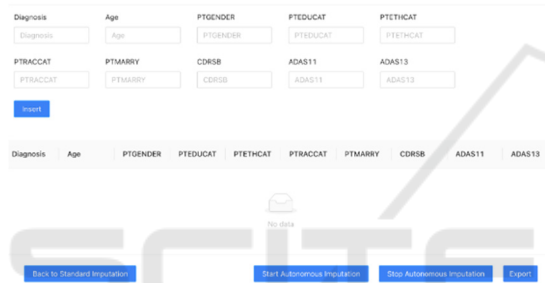 Diagnosis Age PTGENDER PTEDUCAT PTETHCAT
Diagnosis Age PTGENDER PTEDUCAT PTETHCAT
PTRACCAT PTMARRY CDRSB ADAS11 ADAS13
PTRACCAT PTMARRY CDRSB ADAS11 ADAS13
Insert
Diagnosis Age PTGENDER PTEDUCAT PTETHCAT PTRACCAT PTMARRY CDRSB ADAS11 ADAS13
No data
Back to Standard Imputation Start Autonomous Imputation Stop Autonomous Imputation Export